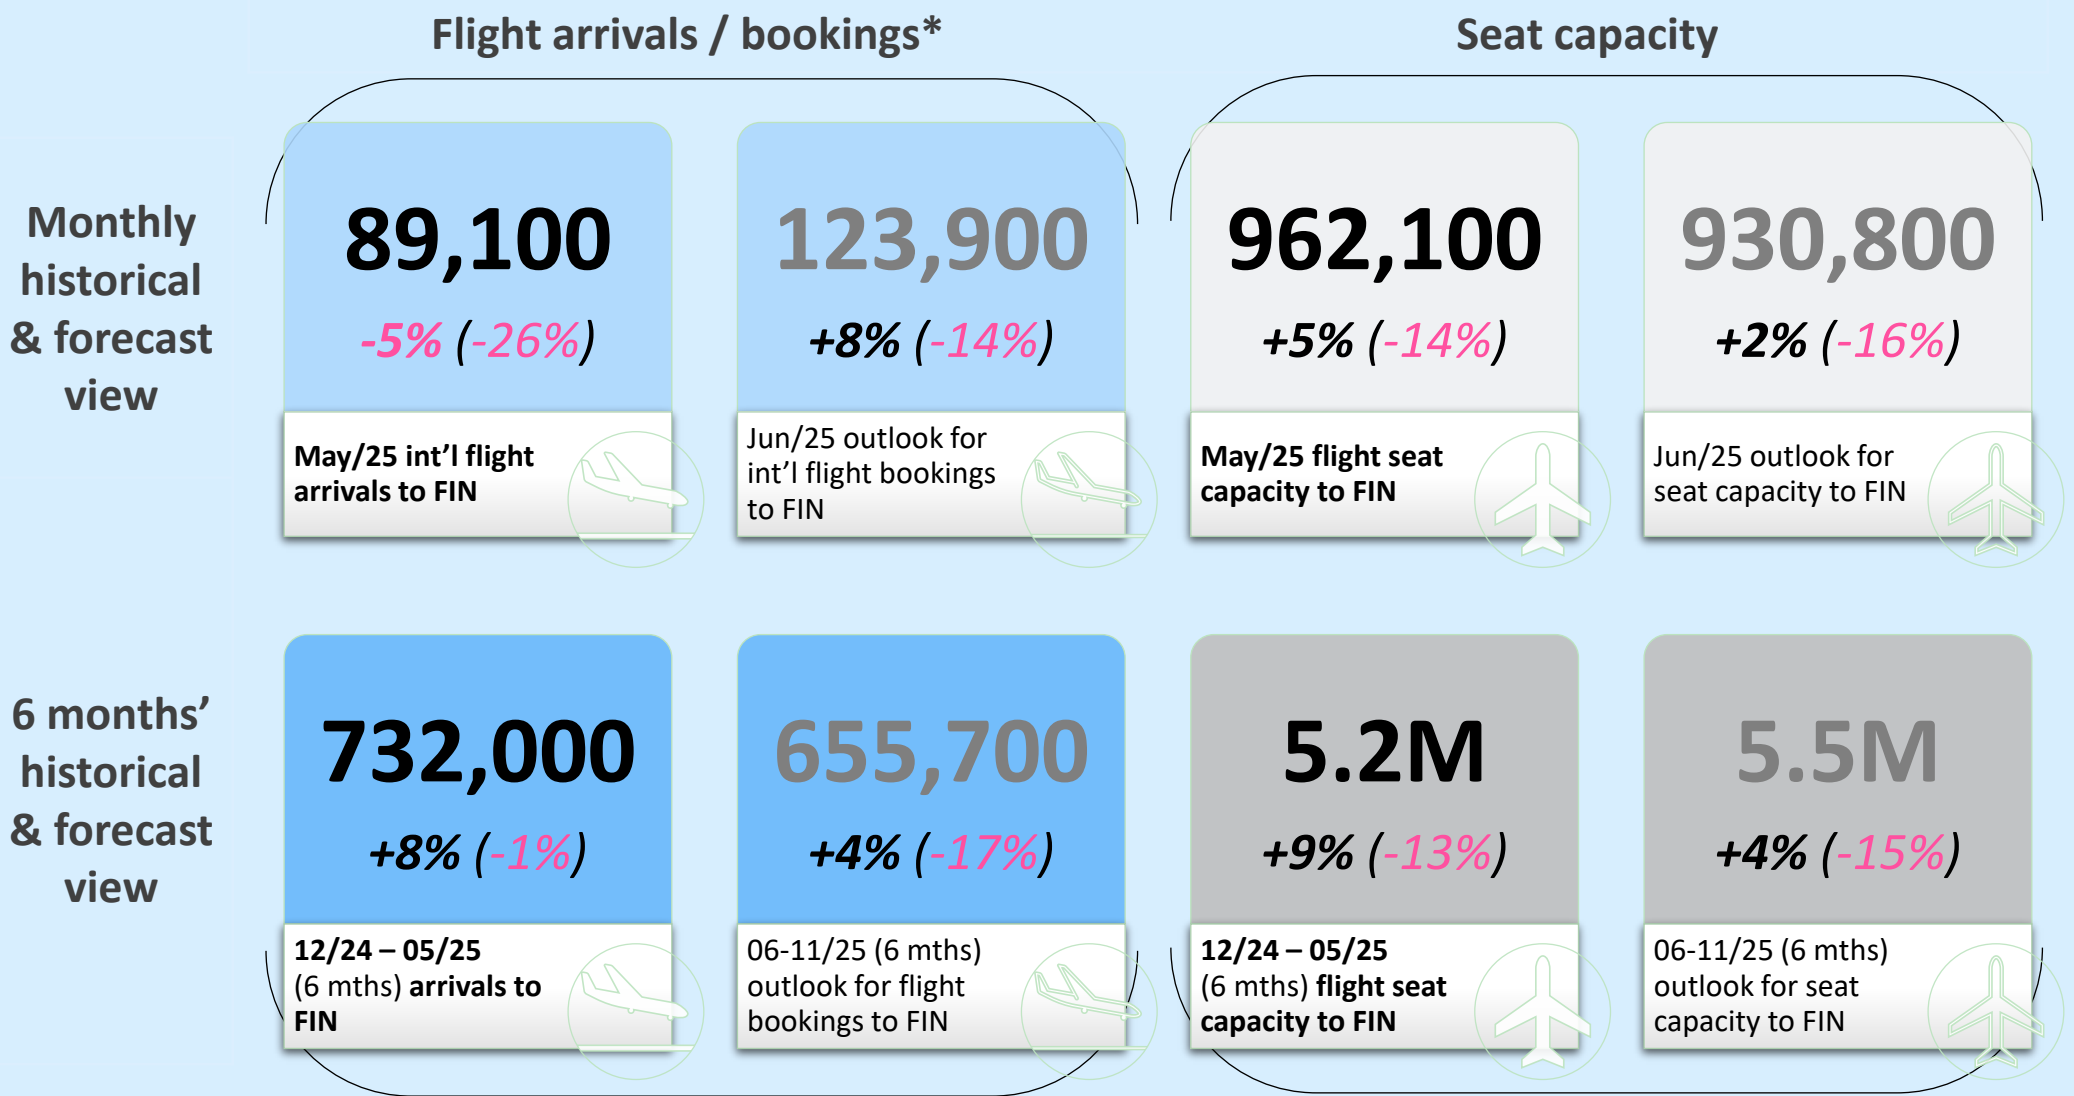 Flight arrivals / bookings*
Seat capacity
Monthly
historical
& forecast
view
89,100
-5% (-26%)
May/25 int'l flight
arrivals to FIN
123,900
+8% (-14%)
Jun/25 outlook for
int'l flight bookings
to FIN
962,100
+5% (-14%)
May/25 flight seat
capacity to FIN
930,800
+2% (-16%)
Jun/25 outlook for
seat capacity to FIN
6 months’
historical
& forecast
view
732,000
+8% (-1%)
12/24 – 05/25
(6 mths) arrivals to
FIN
655,700
+4% (-17%)
06-11/25 (6 mths)
outlook for flight
bookings to FIN
5.2M
+9% (-13%)
12/24 – 05/25
(6 mths) flight seat
capacity to FIN
5.5M
+4% (-15%)
06-11/25 (6 mths)
outlook for seat
capacity to FIN